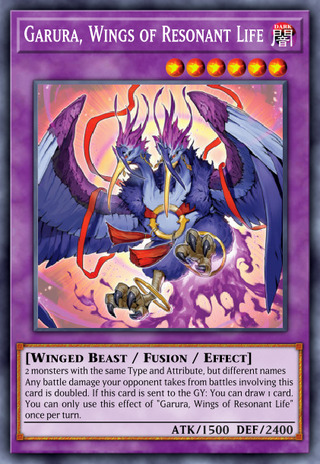 Garura, Wings of Resonant Life
DARK
闇
[Winged Beast / Fusion / Effect]
2 monsters with the same Type and Attribute, but different names
Any battle damage your opponent takes from battles involving this
card is doubled. If this card is sent to the GY: You can draw 1 card.
You can only use this effect of "Garura, Wings of Resonant Life"
once per turn.
ATK/1500 DEF/2400